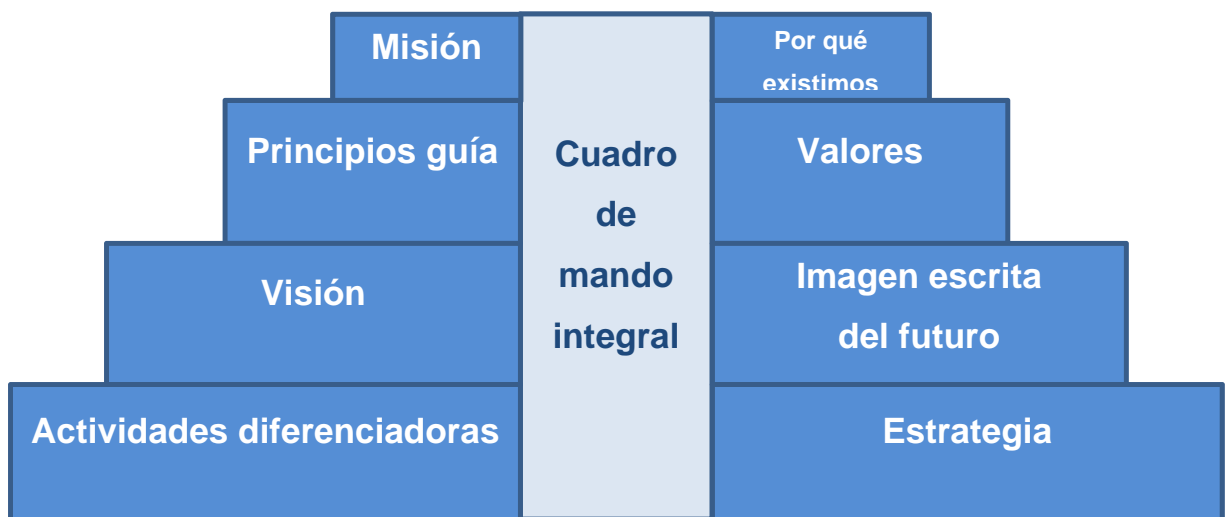 Misión
Por qué
existimos
Principios guía
Valores
Cuadro
de
mando
integral
Visión
Imagen escrita
del futuro
Actividades diferenciadoras
Estrategia